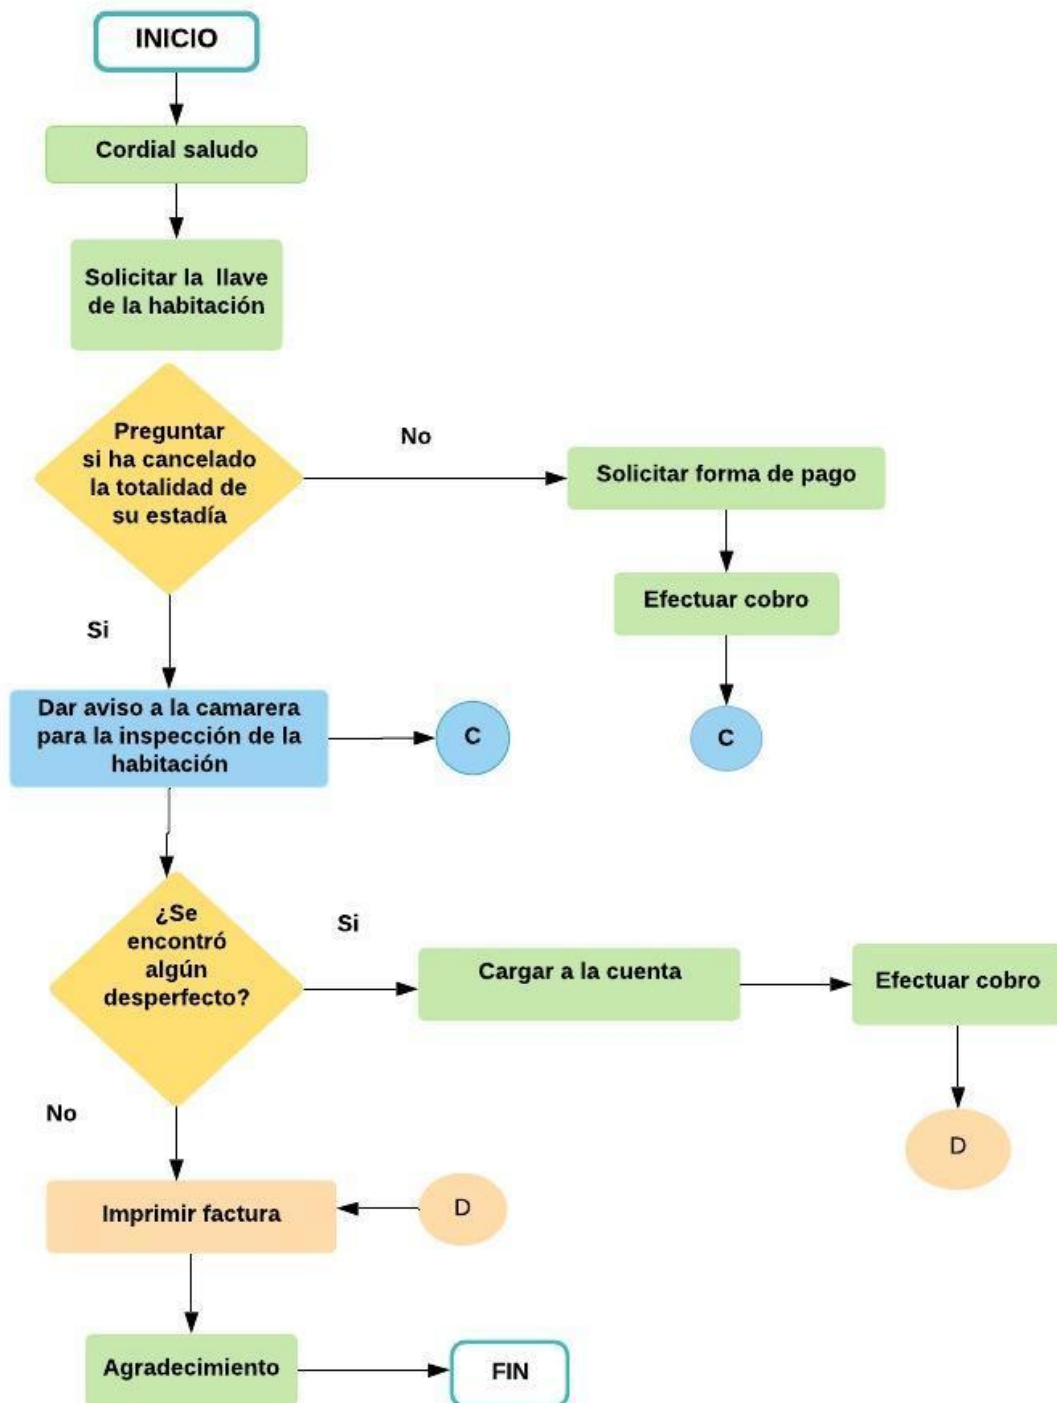 INICIO
Cordial saludo
Solicitar la llave
de la habitación
Preguntar
si ha cancelado
la totalidad de
su estadía
No
Solicitar forma de pago
Efectuar cobro
Si
Dar aviso a la camarera
para la inspección de la
habitación
C
C
¿Se
encontró
algún
desperfecto?
Si
Cargar a la cuenta
Efectuar cobro
D
No
Imprimir factura
D
Agradecimiento
FIN